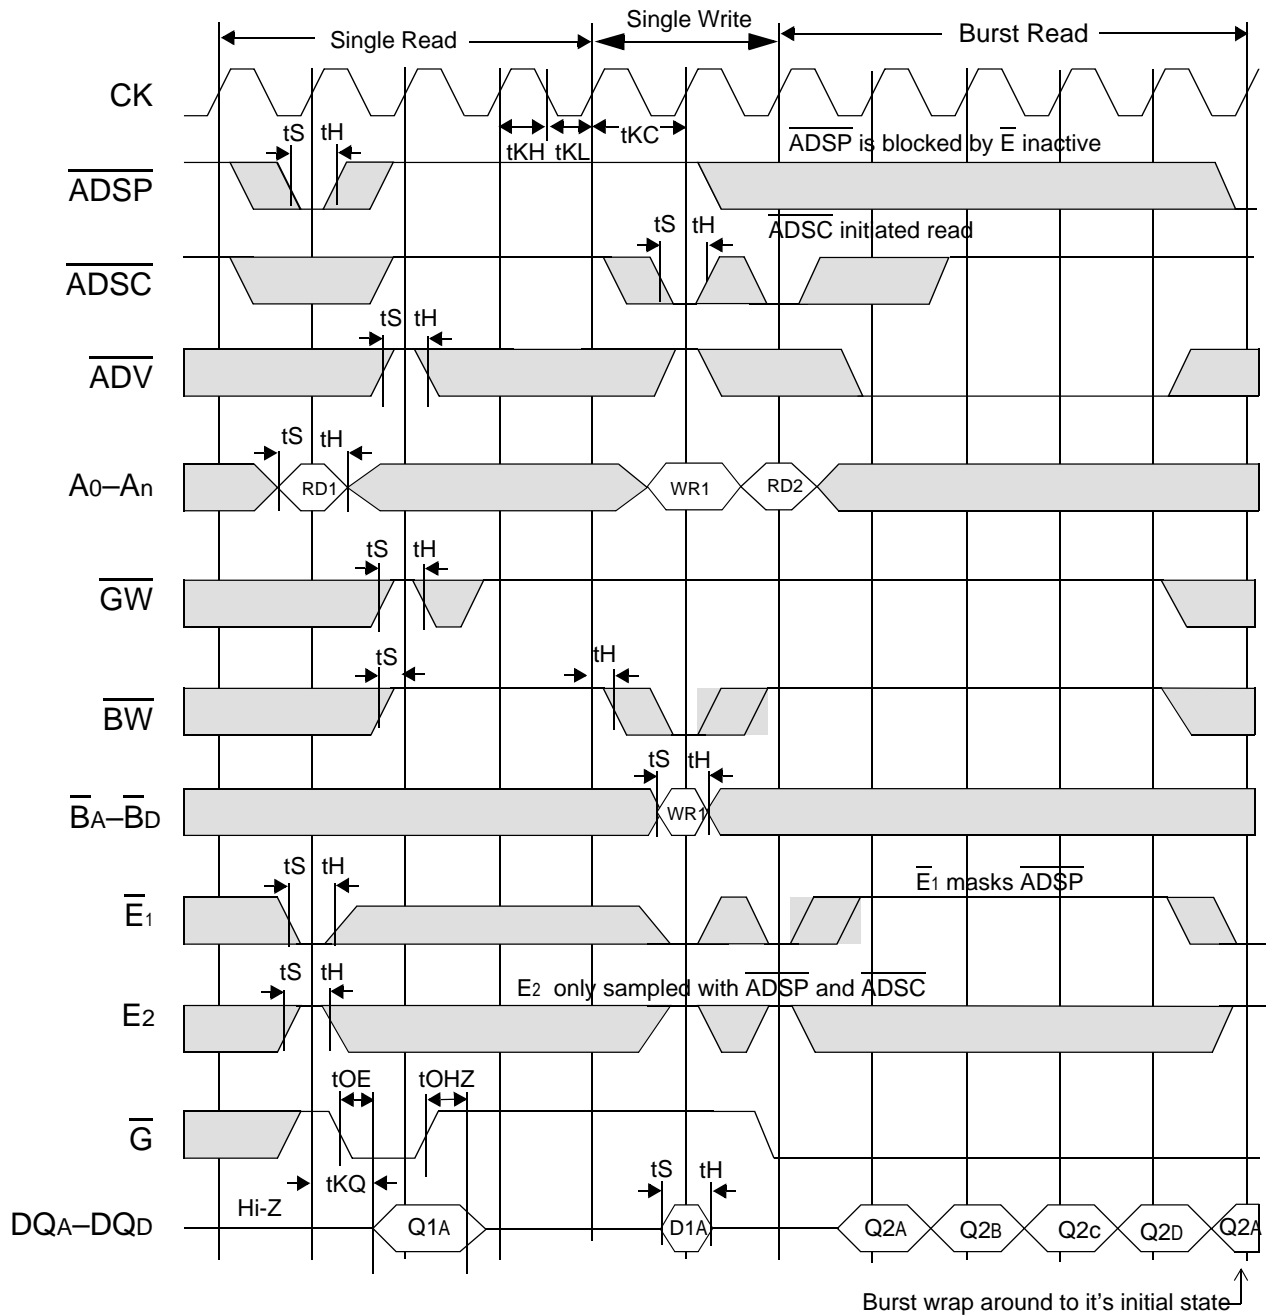 Single Read
Single Write
Burst Read
CK
tS
tH
tKH
tKL
tKC
ADSP is blocked by E inactive
ADSP
tS
tH
ADSC initiated read
ADSC
tS
tH
ADV
tS
tH
A0–An
RD1
WR1
RD2
tS
tH
GW
tS
tH
BW
tS
tH
BA–BD
WR1
tS
tH
E1 masks ADSP
E1
tS
tH
E2 only sampled with ADSP and ADSC
E2
tOE
tOHZ
G
tKQ
tS
tH
Hi-Z
DQA–DQD
Q1A
D1A
Q2A
Q2B
Q2c
Q2D
Q2A
Burst wrap around to it's initial state